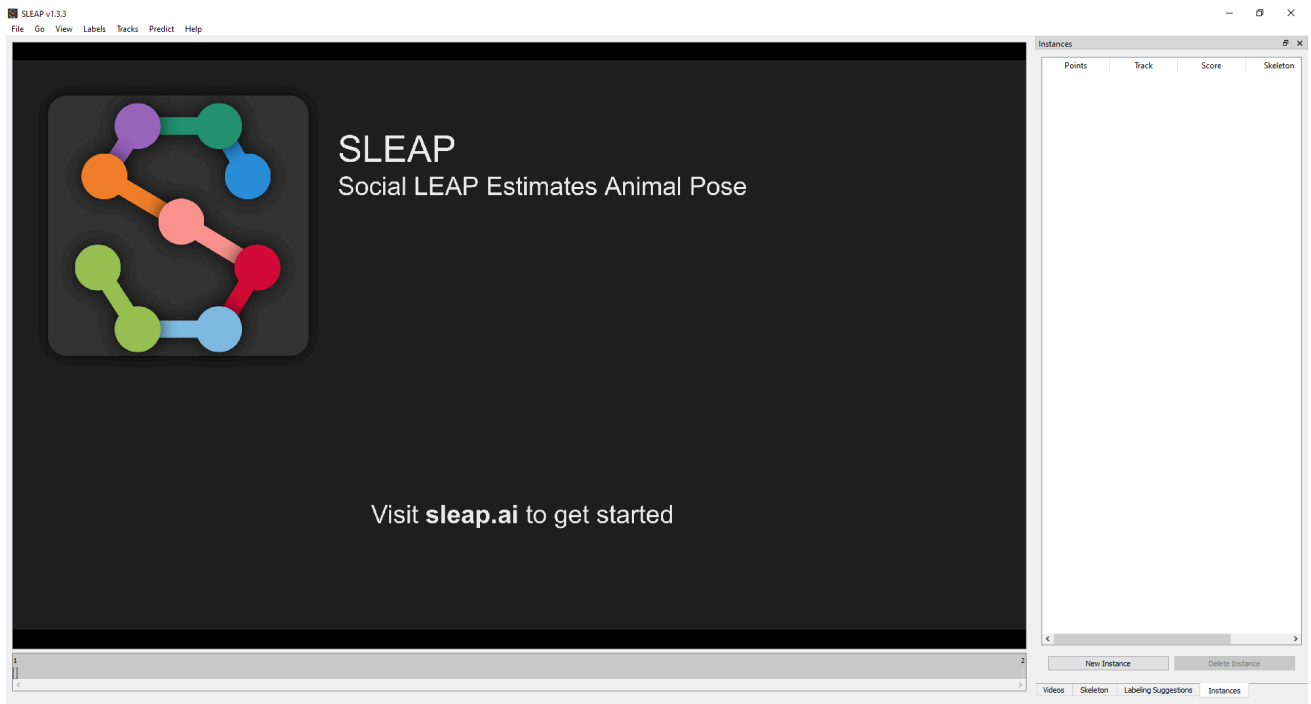 SLEAP v1.3.3
File Go View Labels Tracks Predict Help
Instances
Points Track Score Skeleton
SLEAP
Social LEAP Estimates Animal Pose
Visit sleap.ai to get started
1 2
New Instance Delete Instance
Videos Skeleton Labeling Suggestions Instances